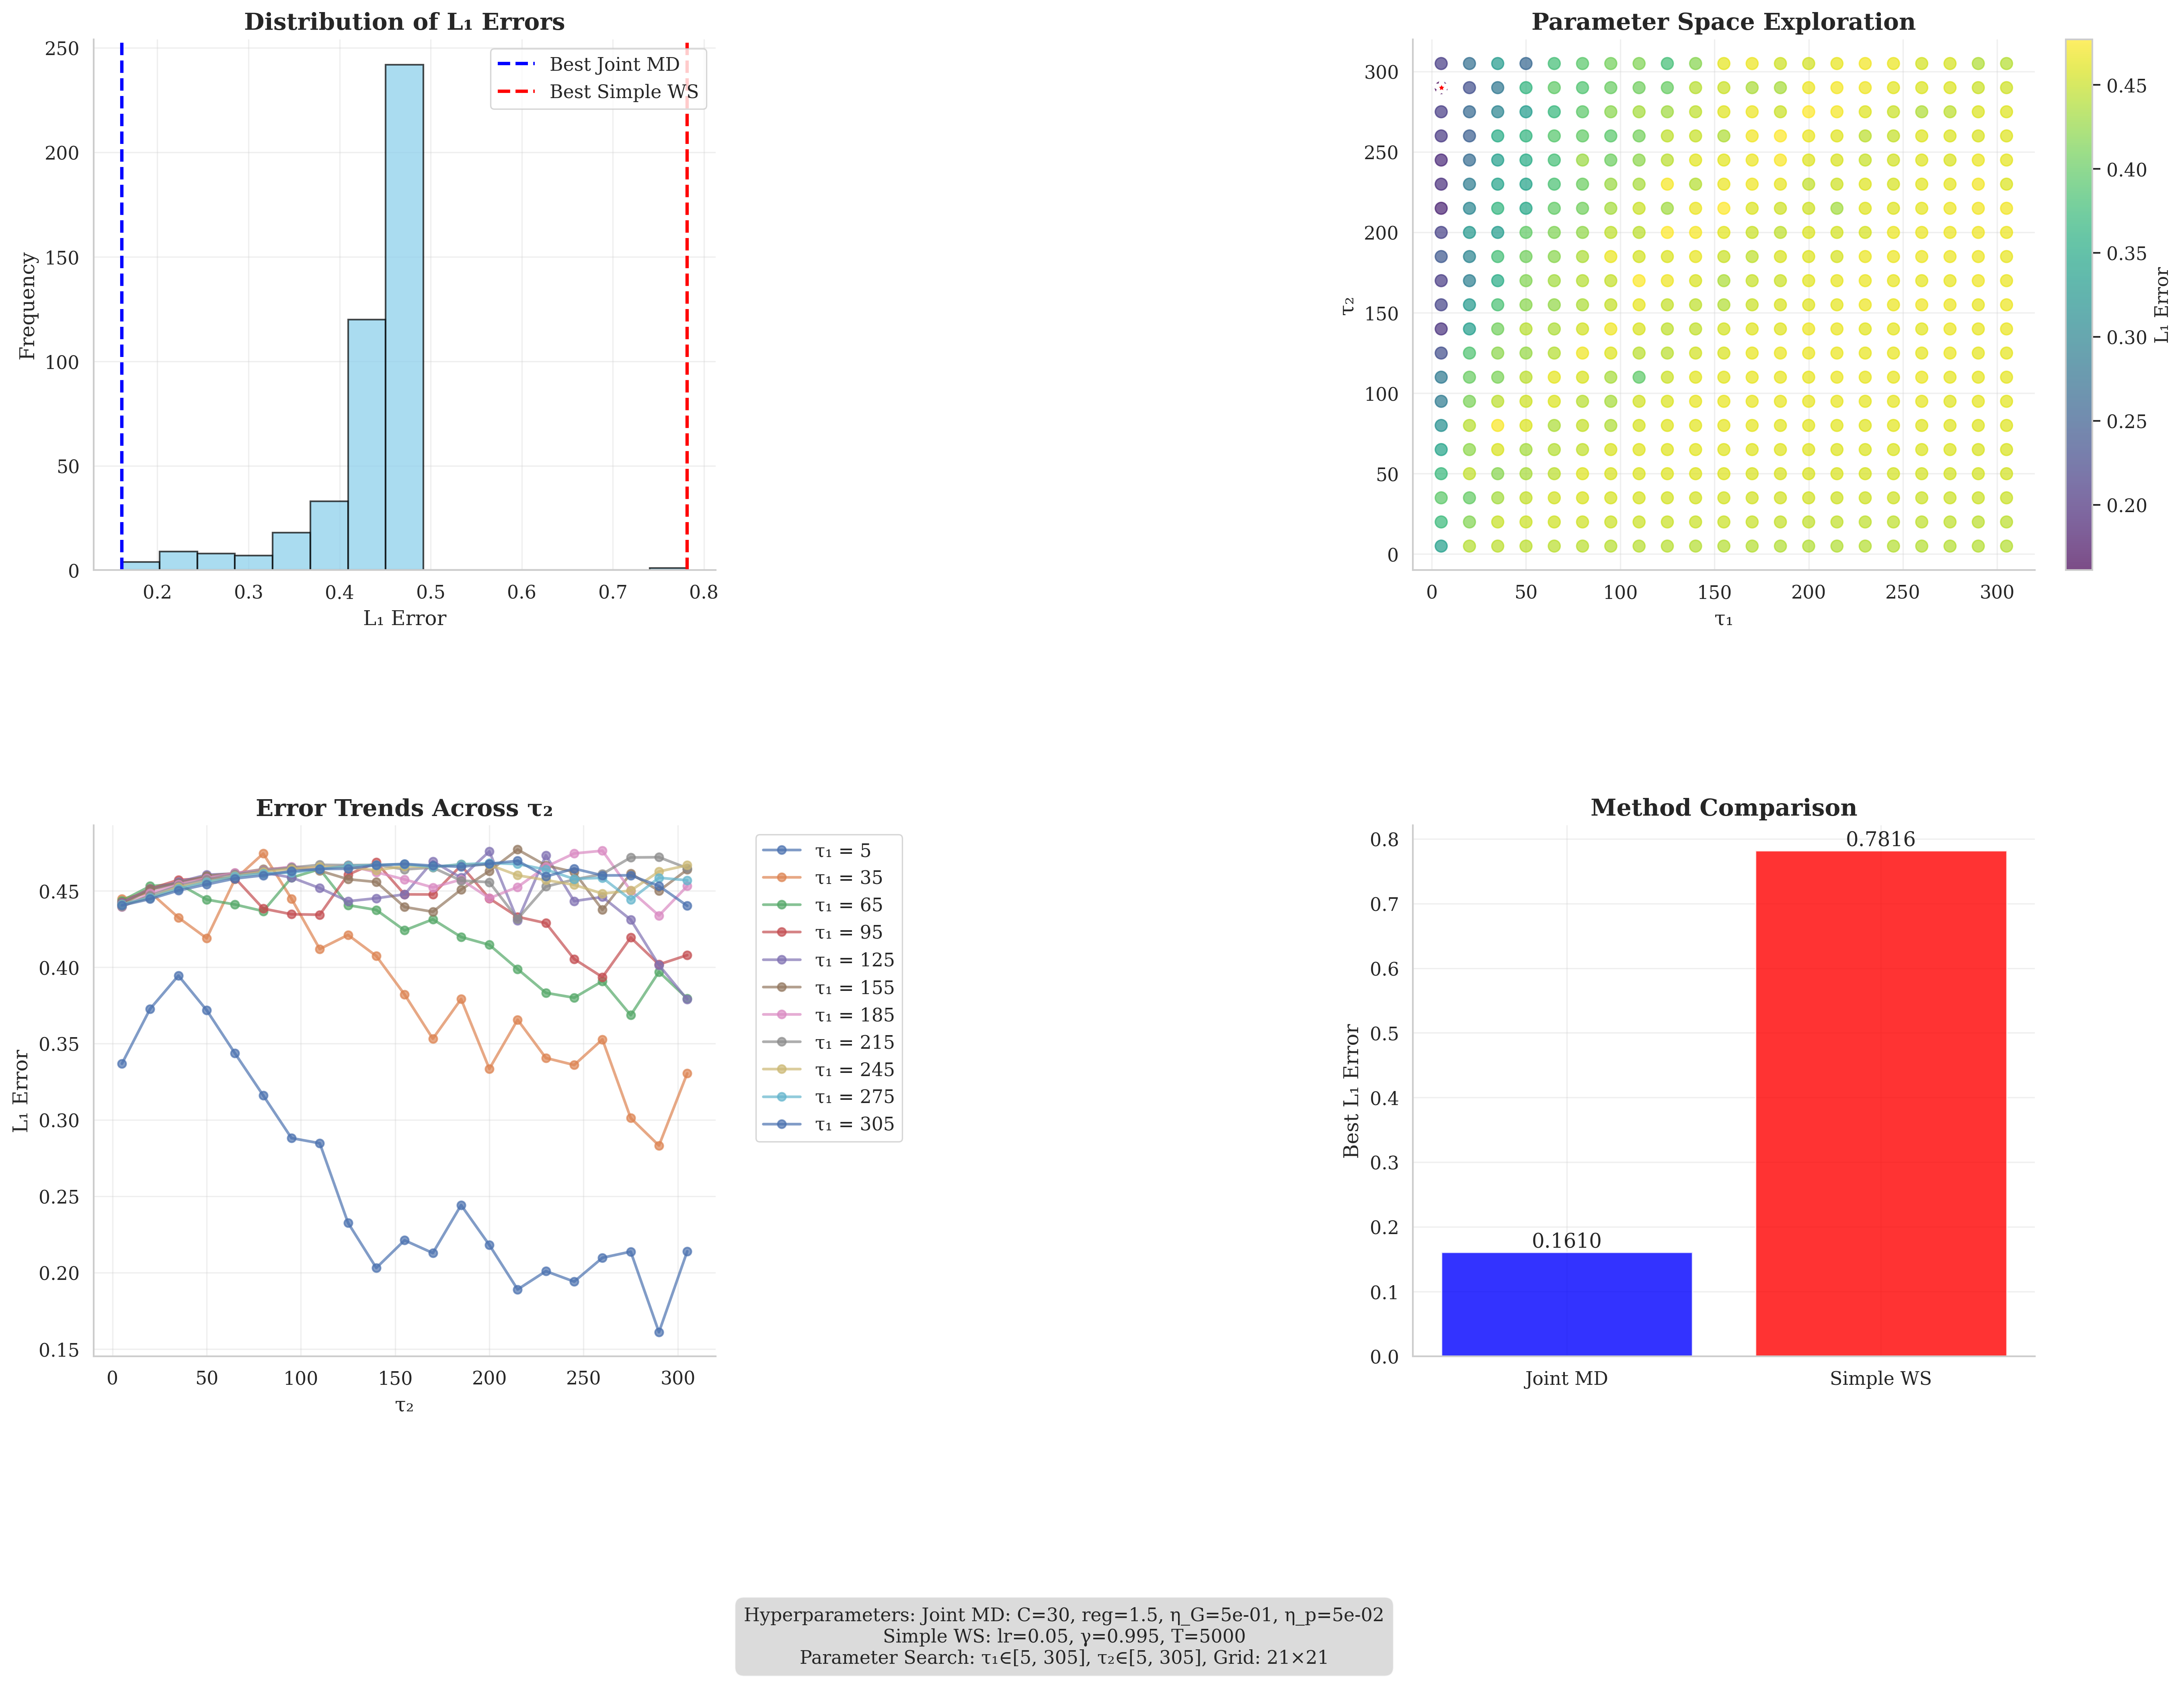 Distribution of L₁ Errors
250
200
150
100
50
0
Frequency
0.2 0.3 0.4 0.5 0.6 0.7 0.8
L₁ Error
Best Joint MD
Best Simple WS
Parameter Space Exploration
300
250
200
150
100
50
0
τ₂
0 50 100 150 200 250 300
τ₁
0.45
0.40
0.35
0.30
0.25
0.20
L₁ Error
Error Trends Across τ₂
0.45
0.40
0.35
0.30
0.25
0.20
0.15
L₁ Error
0 50 100 150 200 250 300
τ₂
τ₁ = 5
τ₁ = 35
τ₁ = 65
τ₁ = 95
τ₁ = 125
τ₁ = 155
τ₁ = 185
τ₁ = 215
τ₁ = 245
τ₁ = 275
τ₁ = 305
Method Comparison
0.8
0.7
0.6
0.5
0.4
0.3
0.2
0.1
0.0
Best L₁ Error
0.1610
0.7816
Joint MD Simple WS
Hyperparameters: Joint MD: C=30, reg=1.5, η_G=5e-01, η_p=5e-02
Simple WS: lr=0.05, γ=0.995, T=5000
Parameter Search: τ₁∈[5, 305], τ₂∈[5, 305], Grid: 21×21